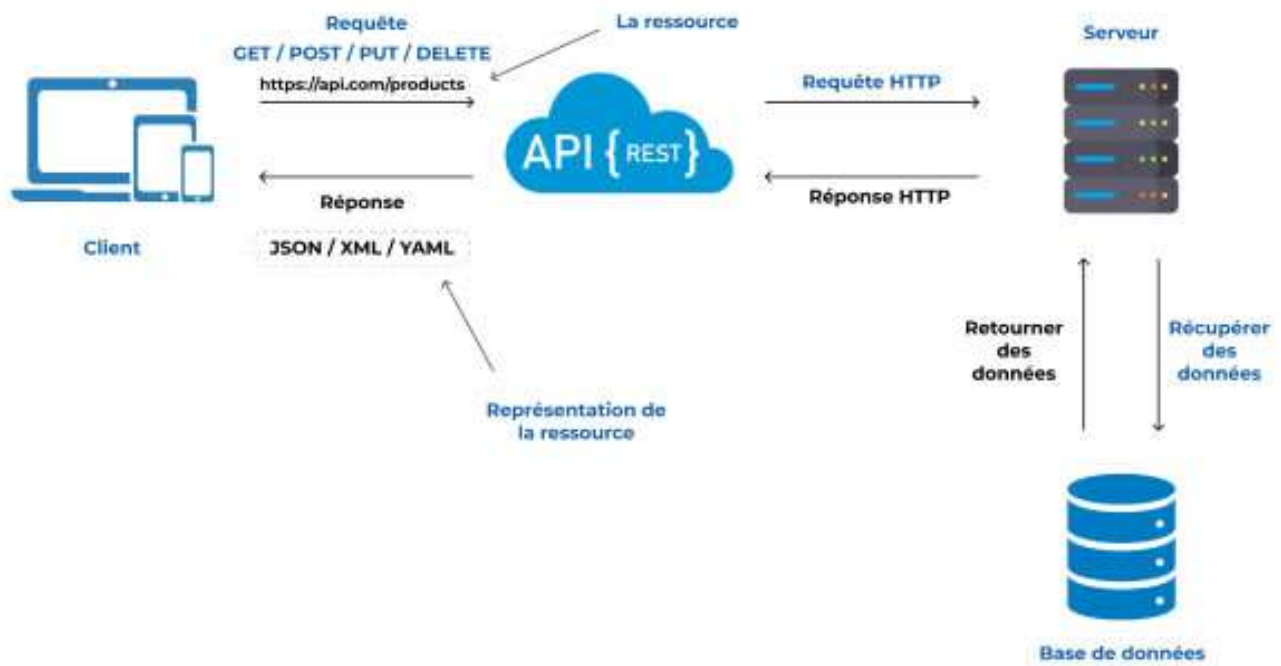 Requête
GET / POST / PUT / DELETE
https://api.com/products
La ressource
Serveur
Requête HTTP
API { REST }
Réponse
JSON / XML / YAML
Réponse HTTP
Client
Retourner
des
données
Récupérer
des
données
Représentation de
la ressource
Base de données